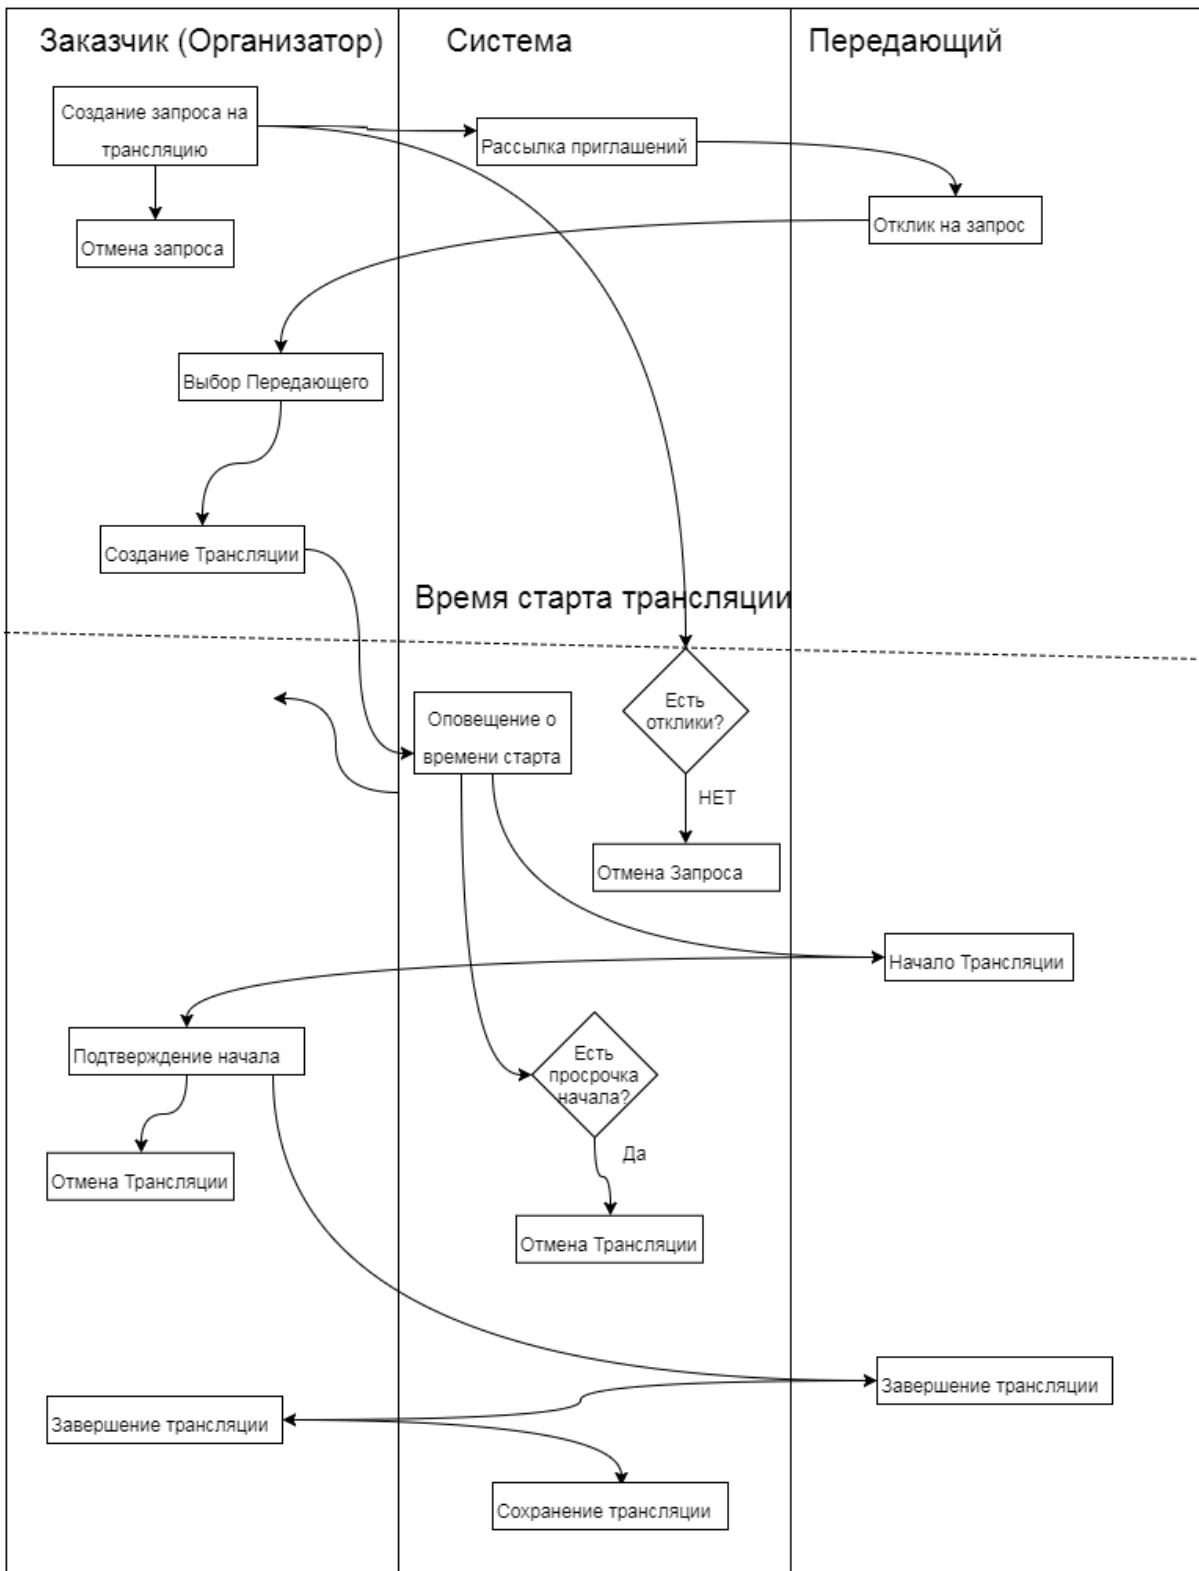 Заказчик (Организатор)
Система
Передающий
Создание запроса на
трансляцию
Рассылка приглашений
Отклик на запрос
Отмена запроса
Выбор Передающего
Создание Трансляции
Время старта трансляции
Есть
отклики?
Оповещение о
времени старта
НЕТ
Отмена Запроса
Начало Трансляции
Подтверждение начала
Есть
просрочка
начала?
Да
Отмена Трансляции
Отмена Трансляции
Завершение трансляции
Завершение трансляции
Сохранение трансляции